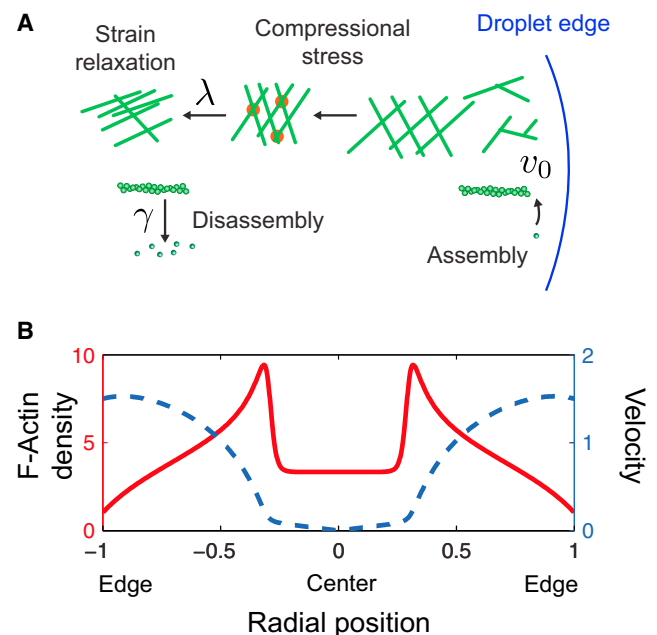 A
Strain
relaxation
Compressional
stress
Droplet edge
λ
v₀
γ
Disassembly
Assembly
B
F-Actin
density
10
5
0
2
1
0
Velocity
-1
-0.5
0
0.5
1
Edge
Center
Edge
Radial position